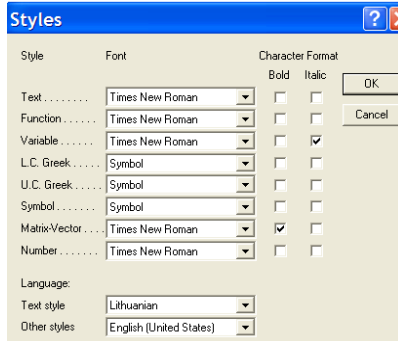 Styles ?
Style Font Character Format
Bold Italic
OK
Text . . . . . . . . Times New Roman
Cancel
Function . . . . . . Times New Roman
Variable . . . . . . Times New Roman
L.C. Greek . . . . . Symbol
U.C. Greek . . . . . Symbol
Symbol . . . . . . . Symbol
Matrix-Vector . . . . Times New Roman
Number . . . . . . . Times New Roman
Language:
Text style Lithuanian
Other styles English (United States)